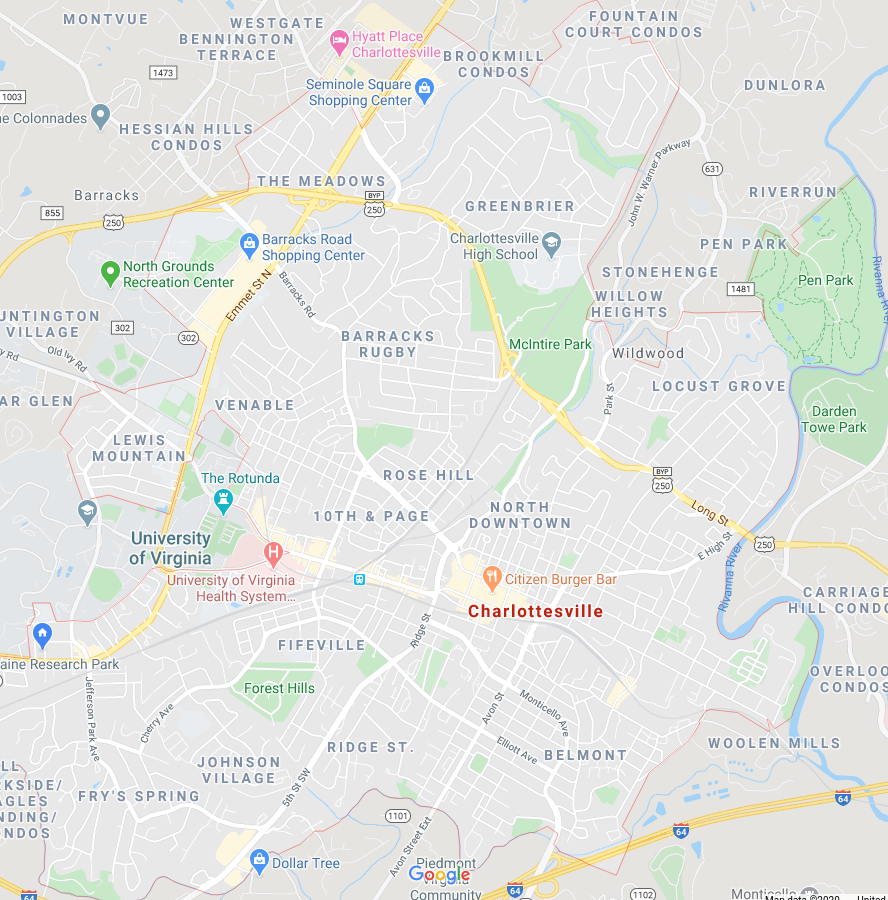 MONTVUE
WESTGATE
BENNINGTON
TERRACE
Hyatt Place
Charlottesville
FOUNTAIN
COURT CONDOS
BROOKMILL
CONDOS
1473
Seminole Square
Shopping Center
DUNLORA
1003
ne Colonnades
HESSIAN HILLS
CONDOS
John W. Warner Parkway
631
THE MEADOWS
Barracks
BYP
250
RIVERRUN
855
250
GREENBRIER
Charlottesville
High School
PEN PARK
Barracks Road
Shopping Center
North Grounds
Recreation Center
STONEHENGE
Pen Park
Rivanna River
1481
WILLOW
HEIGHTS
Emmet St N
Barracks Rd
UNTINGTON
VILLAGE
302
302
BARRACKS
RUGBY
McIntire Park
Wildwood
vy Rd
Old Ivy Rd
LOCUST GROVE
Park St
AR GLEN
VENABLE
Darden
Towe Park
LEWIS
MOUNTAIN
ROSE HILL
The Rotunda
BYP
250
10TH & PAGE
NORTH
DOWNTOWN
Long St
University
of Virginia
E High St
250
University of Virginia
Health System...
Citizen Burger Bar
Rivanna River
Charlottesville
CARRIAGE
HILL CONDO
Ridge St
FIFEVILLE
aine Research Park
OVERLOO
CONDOS
Forest Hills
Jefferson Park Ave
Cherry Ave
Avon St
Monticello Ave
RIDGE ST.
Elliott Ave
BELMONT
WOOLEN MILLS
JOHNSON
VILLAGE
LL
RKSIDE/
AGLES
NDING/
ONDOS
FRY'S SPRING
5th St SW
64
1101
64
Avon Street Ext
Dollar Tree
Piedmont
Virginia
Community
Google
64
64
1102
Monticello
Map data ©2020
United